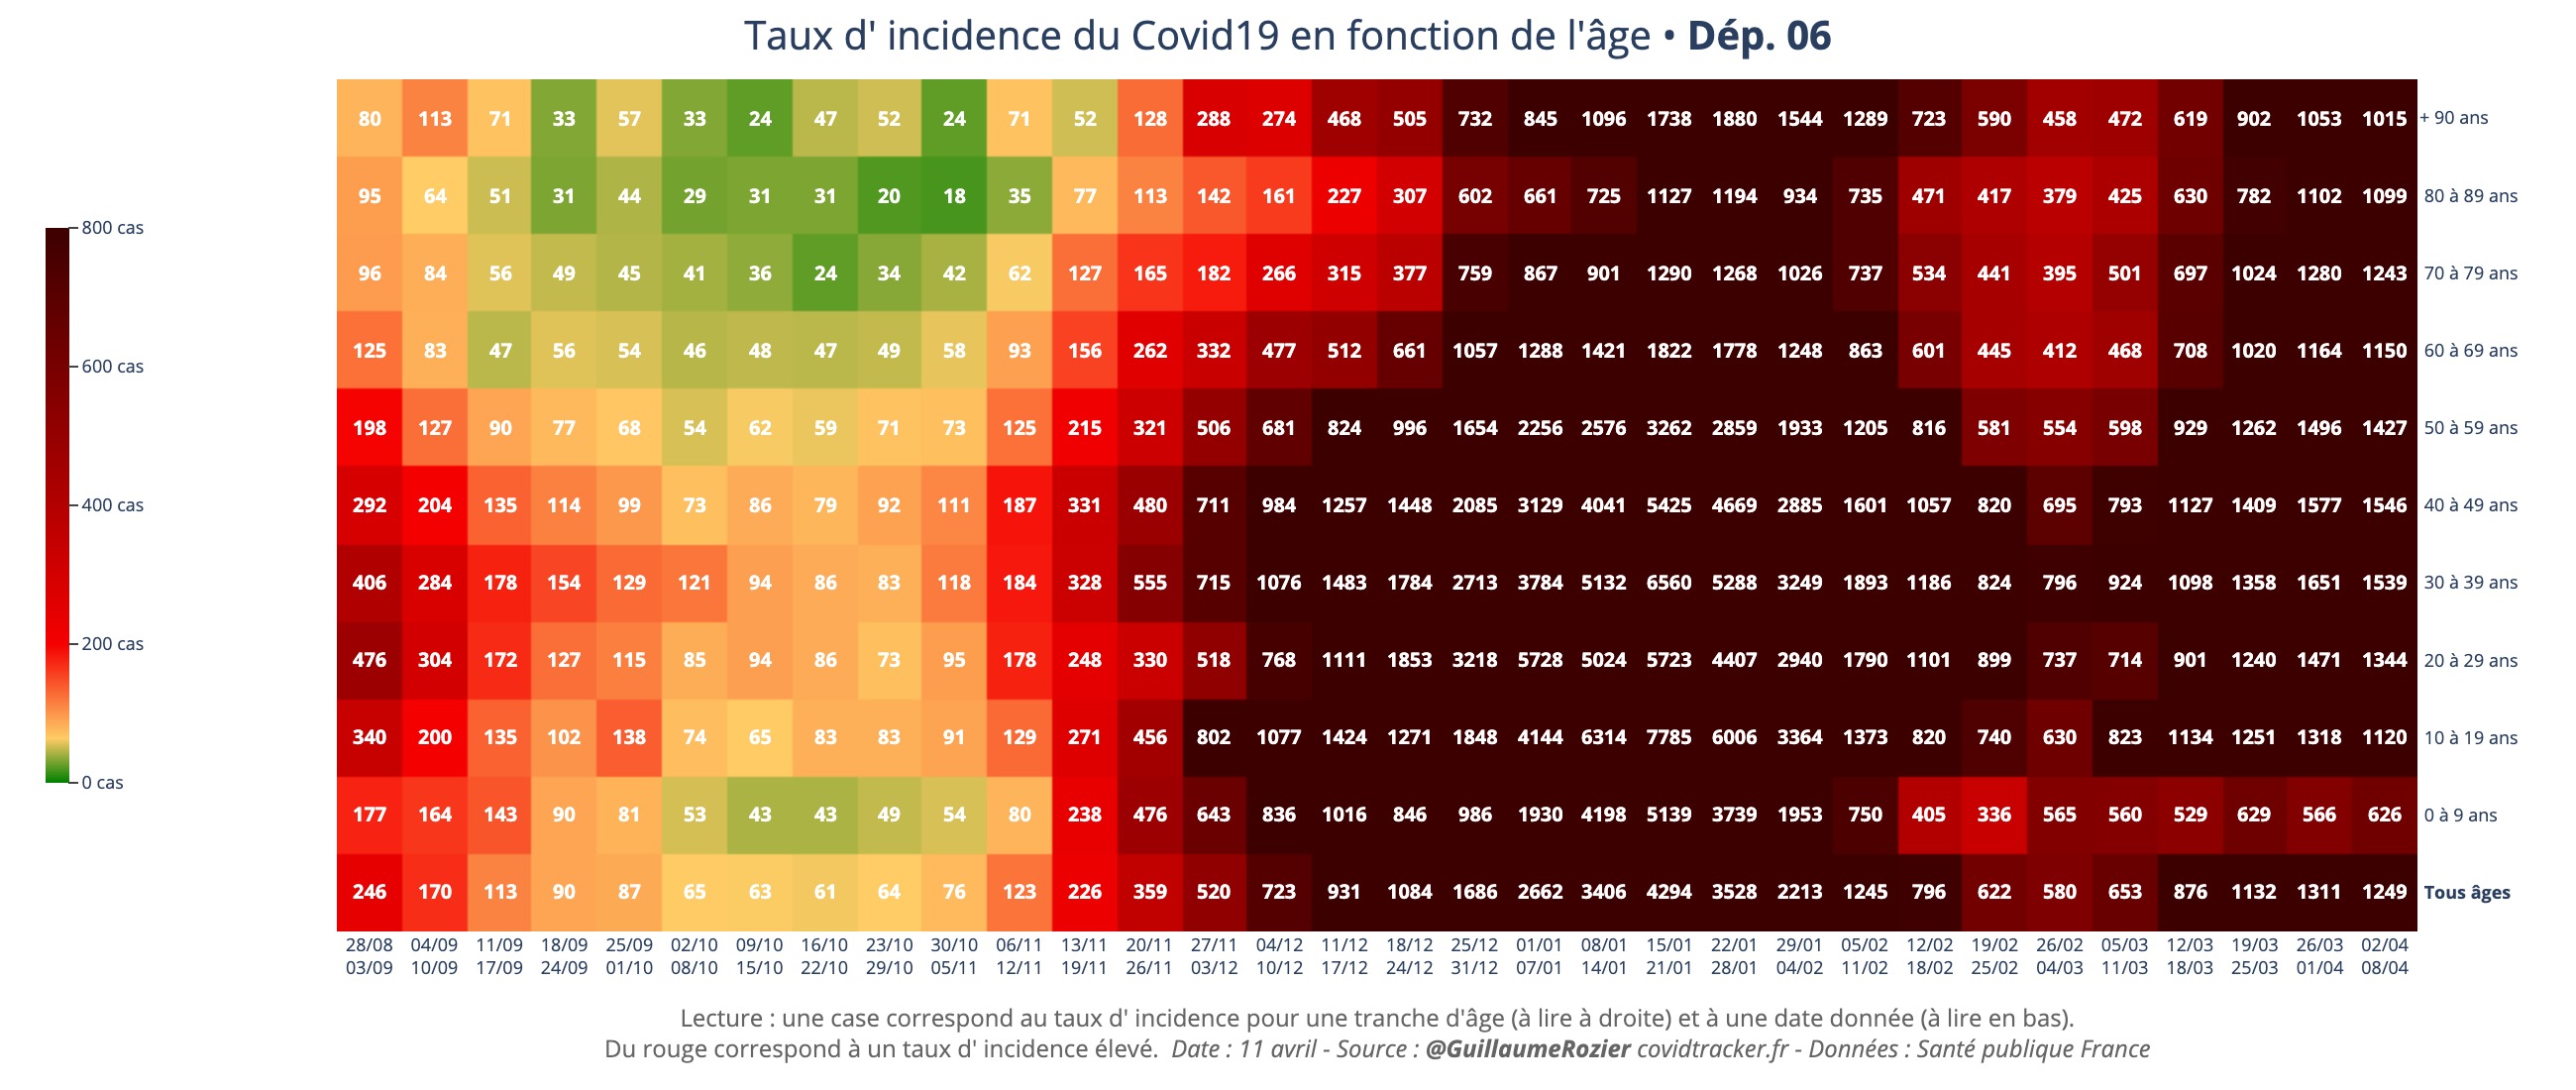 Taux d' incidence du Covid19 en fonction de l'âge • Dép. 06
80 113 71 33 57 33 24 47 52 24 71 52 128 288 274 468 505 732 845 1096 1738 1880 1544 1289 723 590 458 472 619 902 1053 1015 + 90 ans
95 64 51 31 44 29 31 31 20 18 35 77 113 142 161 227 307 602 661 725 1127 1194 934 735 471 417 379 425 630 782 1102 1099 80 à 89 ans
800 cas
96 84 56 49 45 41 36 24 34 42 62 127 165 182 266 315 377 759 867 901 1290 1268 1026 737 534 441 395 501 697 1024 1280 1243 70 à 79 ans
125 83 47 56 54 46 48 47 49 58 93 156 262 332 477 512 661 1057 1288 1421 1822 1778 1248 863 601 445 412 468 708 1020 1164 1150 60 à 69 ans
600 cas
198 127 90 77 68 54 62 59 71 73 125 215 321 506 681 824 996 1654 2256 2576 3262 2859 1933 1205 816 581 554 598 929 1262 1496 1427 50 à 59 ans
400 cas
292 204 135 114 99 73 86 79 92 111 187 331 480 711 984 1257 1448 2085 3129 4041 5425 4669 2885 1601 1057 820 695 793 1127 1409 1577 1546 40 à 49 ans
406 284 178 154 129 121 94 86 83 118 184 328 555 715 1076 1483 1784 2713 3784 5132 6560 5288 3249 1893 1186 824 796 924 1098 1358 1651 1539 30 à 39 ans
200 cas
476 304 172 127 115 85 94 86 73 95 178 248 330 518 768 1111 1853 3218 5728 5024 5723 4407 2940 1790 1101 899 737 714 901 1240 1471 1344 20 à 29 ans
340 200 135 102 138 74 65 83 83 91 129 271 456 802 1077 1424 1271 1848 4144 6314 7785 6006 3364 1373 820 740 630 823 1134 1251 1318 1120 10 à 19 ans
0 cas
177 164 143 90 81 53 43 43 49 54 80 238 476 643 836 1016 846 986 1930 4198 5139 3739 1953 750 405 336 565 560 529 629 566 626 0 à 9 ans
246 170 113 90 87 65 63 61 64 76 123 226 359 520 723 931 1084 1686 2662 3406 4294 3528 2213 1245 796 622 580 653 876 1132 1311 1249 Tous âges
28/08 04/09 11/09 18/09 25/09 02/10 09/10 16/10 23/10 30/10 06/11 13/11 20/11 27/11 04/12 11/12 18/12 25/12 01/01 08/01 15/01 22/01 29/01 05/02 12/02 19/02 26/02 05/03 12/03 19/03 26/03 02/04
03/09 10/09 17/09 24/09 01/10 08/10 15/10 22/10 29/10 05/11 12/11 19/11 26/11 03/12 10/12 17/12 24/12 31/12 07/01 14/01 21/01 28/01 04/02 11/02 18/02 25/02 04/03 11/03 18/03 25/03 01/04 08/04
Lecture : une case correspond au taux d' incidence pour une tranche d'âge (à lire à droite) et à une date donnée (à lire en bas).
Du rouge correspond à un taux d' incidence élevé. Date : 11 avril - Source : @GuillaumeRozier covidtracker.fr - Données : Santé publique France